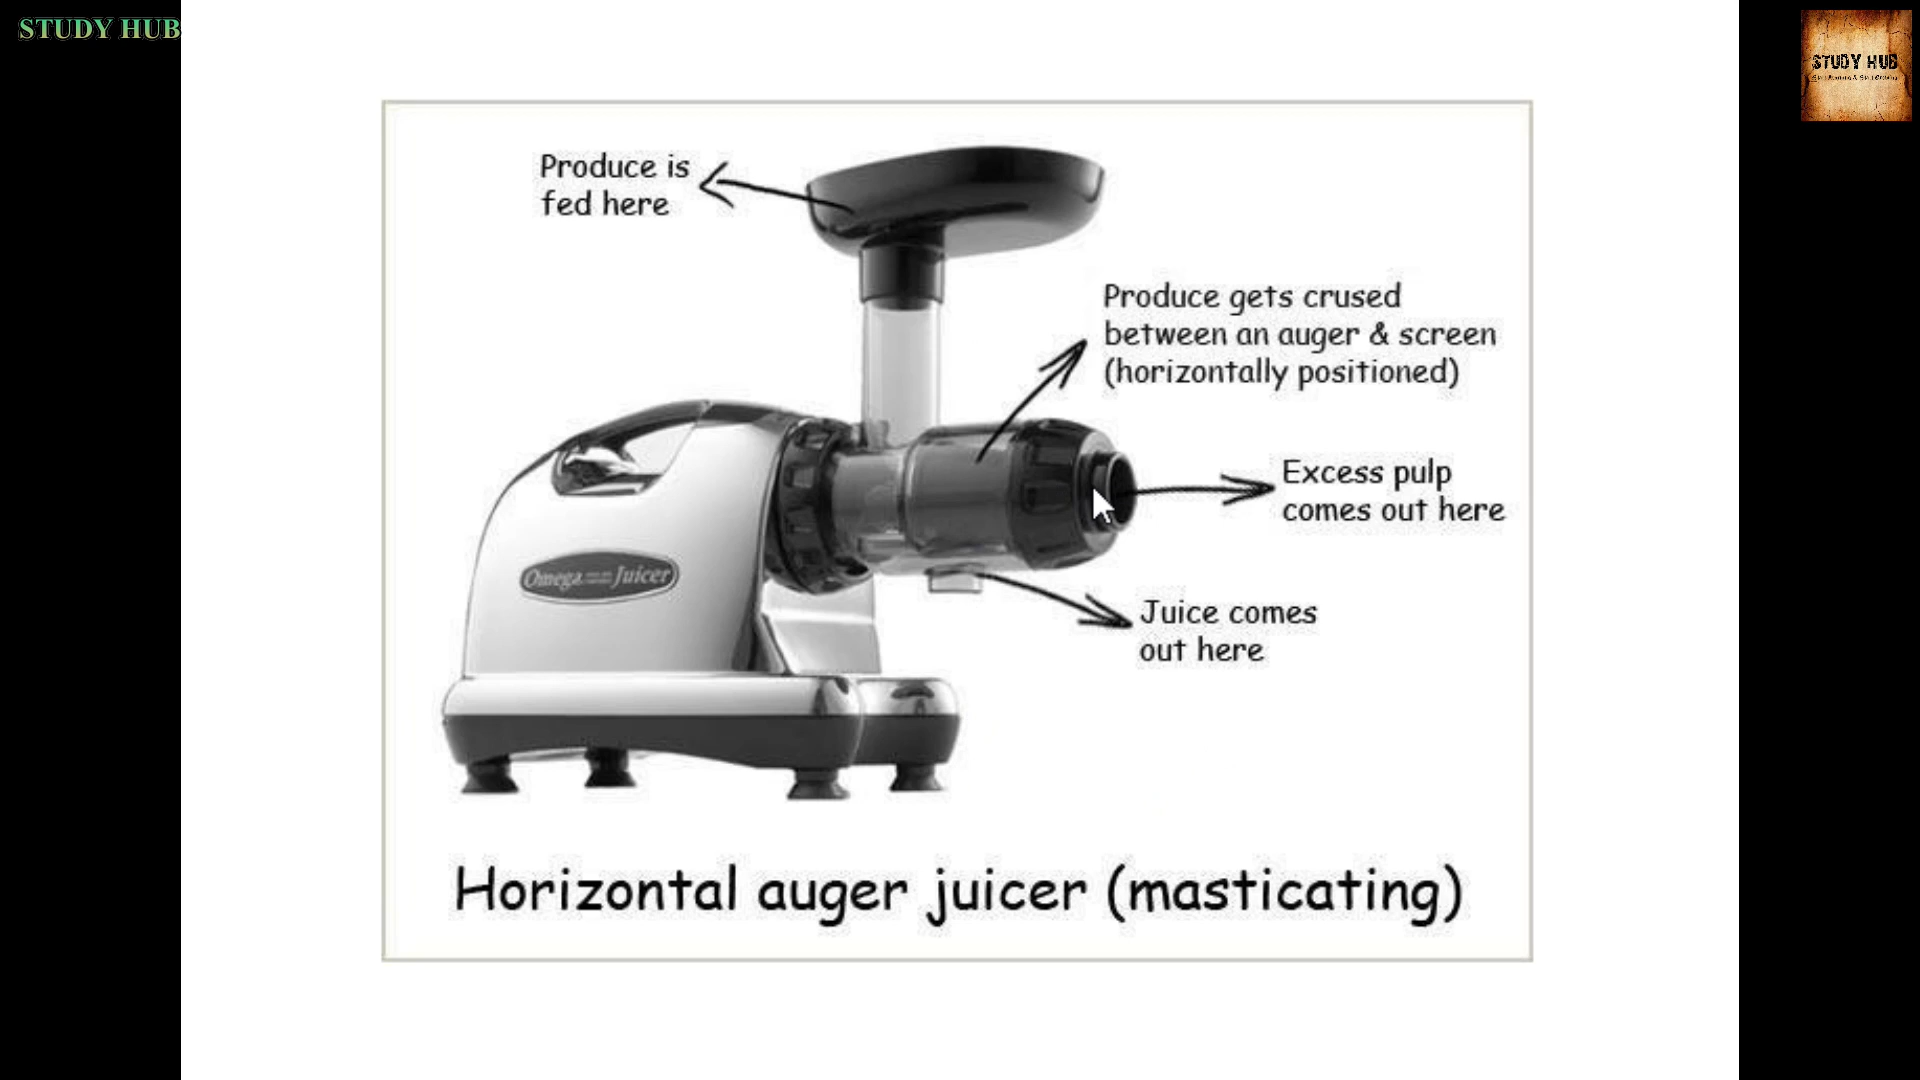 STUDY HUB
STUDY HUB
Produce is
fed here
Produce gets crused
between an auger & screen
(horizontally positioned)
Excess pulp
comes out here
Omega Juicer
Juice comes
out here
Horizontal auger juicer (masticating)